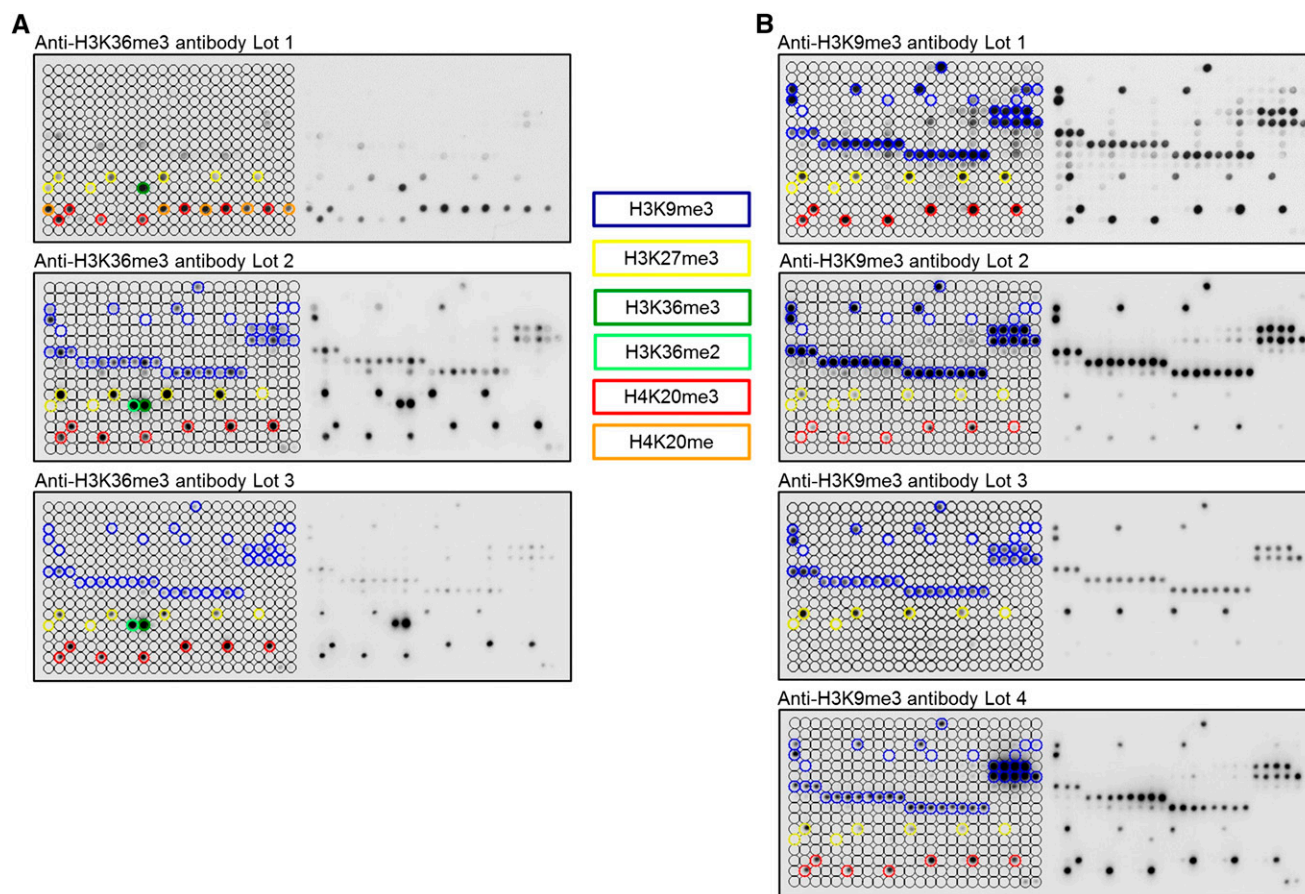 A
Anti-H3K36me3 antibody Lot 1
Anti-H3K36me3 antibody Lot 2
Anti-H3K36me3 antibody Lot 3
H3K9me3
H3K27me3
H3K36me3
H3K36me2
H4K20me3
H4K20me
B
Anti-H3K9me3 antibody Lot 1
Anti-H3K9me3 antibody Lot 2
Anti-H3K9me3 antibody Lot 3
Anti-H3K9me3 antibody Lot 4